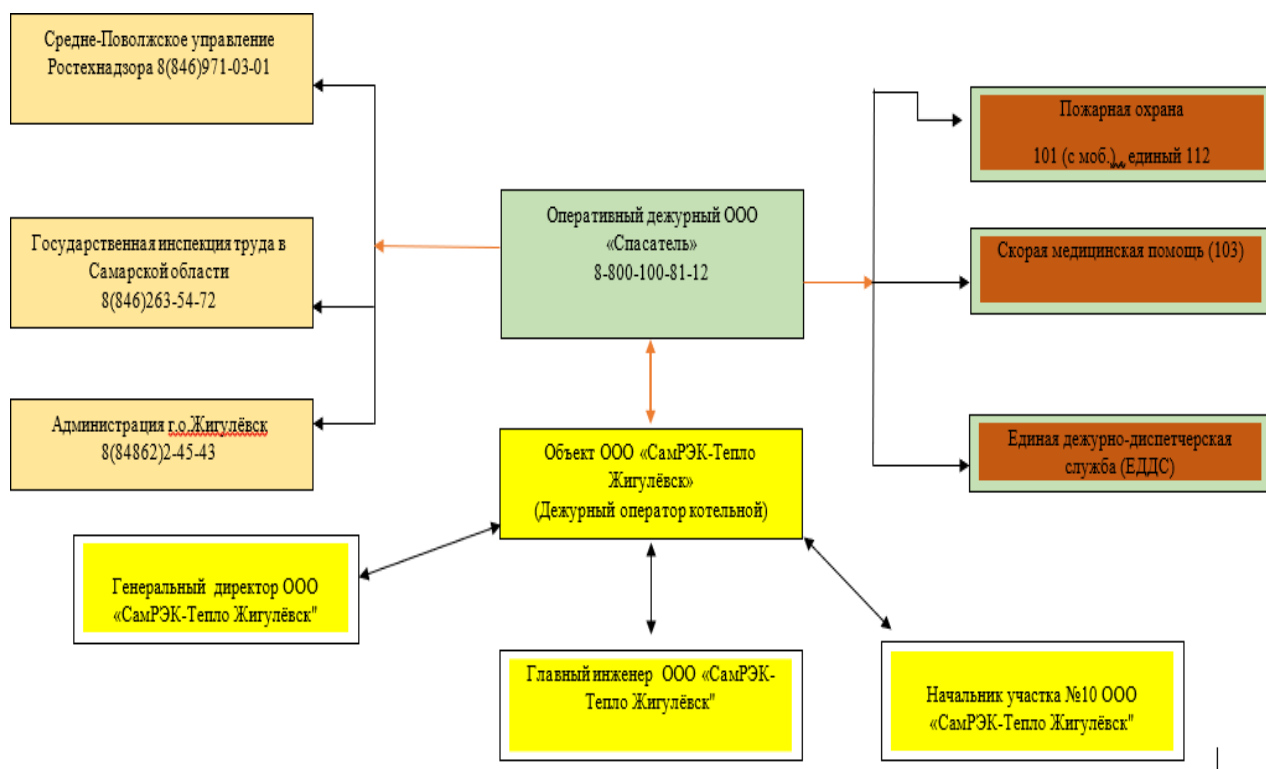 Средне-Поволжское управление
Ростехнадзора 8(846)971-03-01
Государственная инспекция труда в
Самарской области
8(846)263-54-72
Администрация г.о.Жигулёвск
8(84862)2-45-43
Оперативный дежурный ООО
«Спасатель»
8-800-100-81-12
Пожарная охрана
101 (с моб.), единый 112
Скорая медицинская помощь (103)
Единая дежурно-диспетчерская
служба (ЕДДС)
Объект ООО «СамРЭК-Тепло
Жигулёвск»
(Дежурный оператор котельной)
Генеральный директор ООО
«СамРЭК-Тепло Жигулёвск"
Главный инженер ООО «СамРЭК-
Тепло Жигулёвск"
Начальник участка №10 ООО
«СамРЭК-Тепло Жигулёвск"